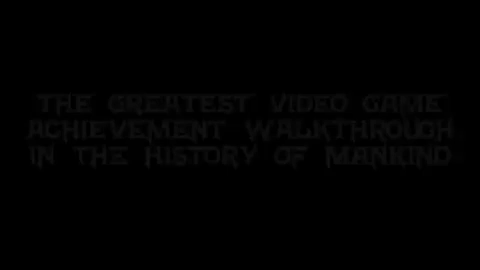 THE GREATEST VIDEO GAME
ACHIEVEMENT WALKTHROUGH
IN THE HISTORY OF MANKIND